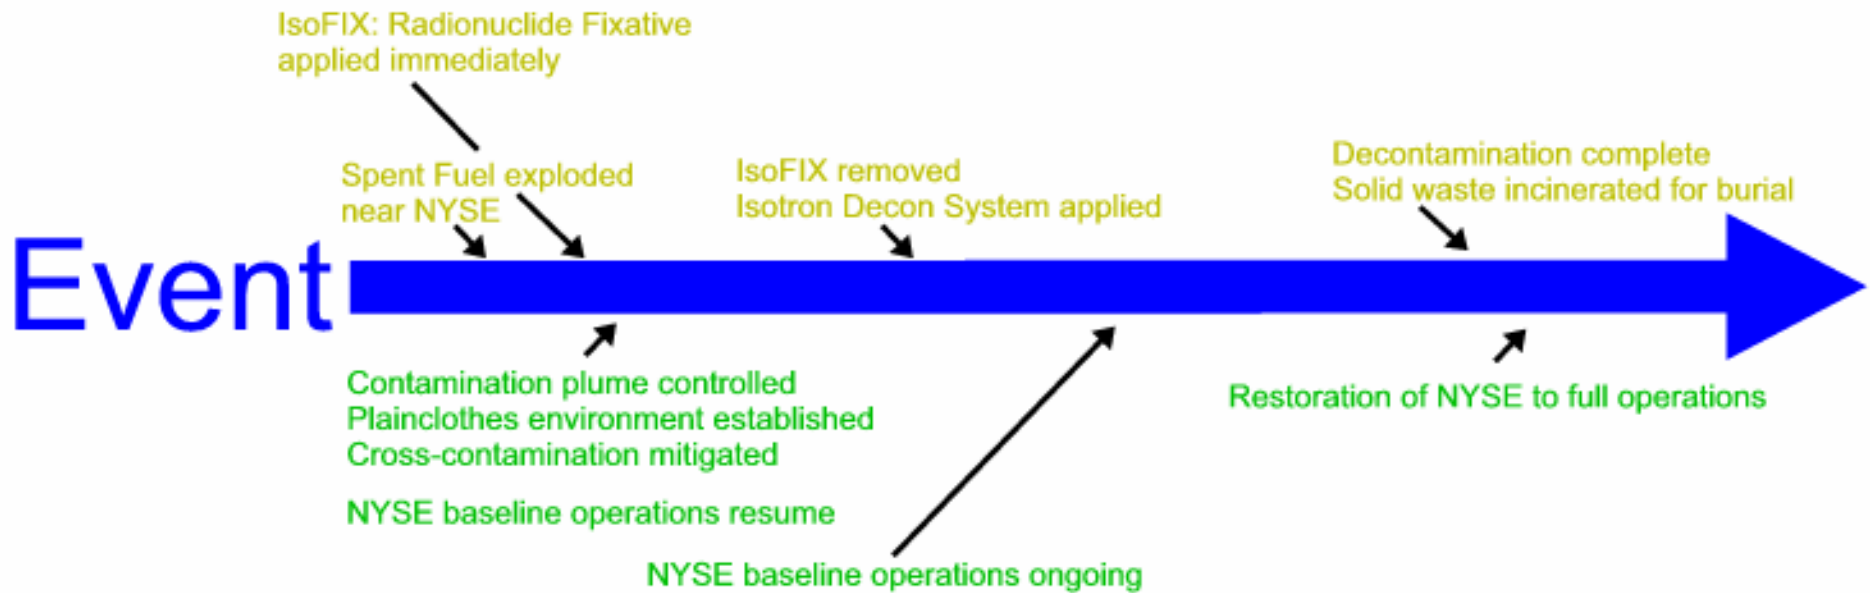 IsoFIX: Radionuclide Fixative
applied immediately
Spent Fuel exploded
near NYSE
IsoFIX removed
Isotron Decon System applied
Decontamination complete
Solid waste incinerated for burial
Event
Contamination plume controlled
Plainclothes environment established
Cross-contamination mitigated
NYSE baseline operations resume
NYSE baseline operations ongoing
Restoration of NYSE to full operations